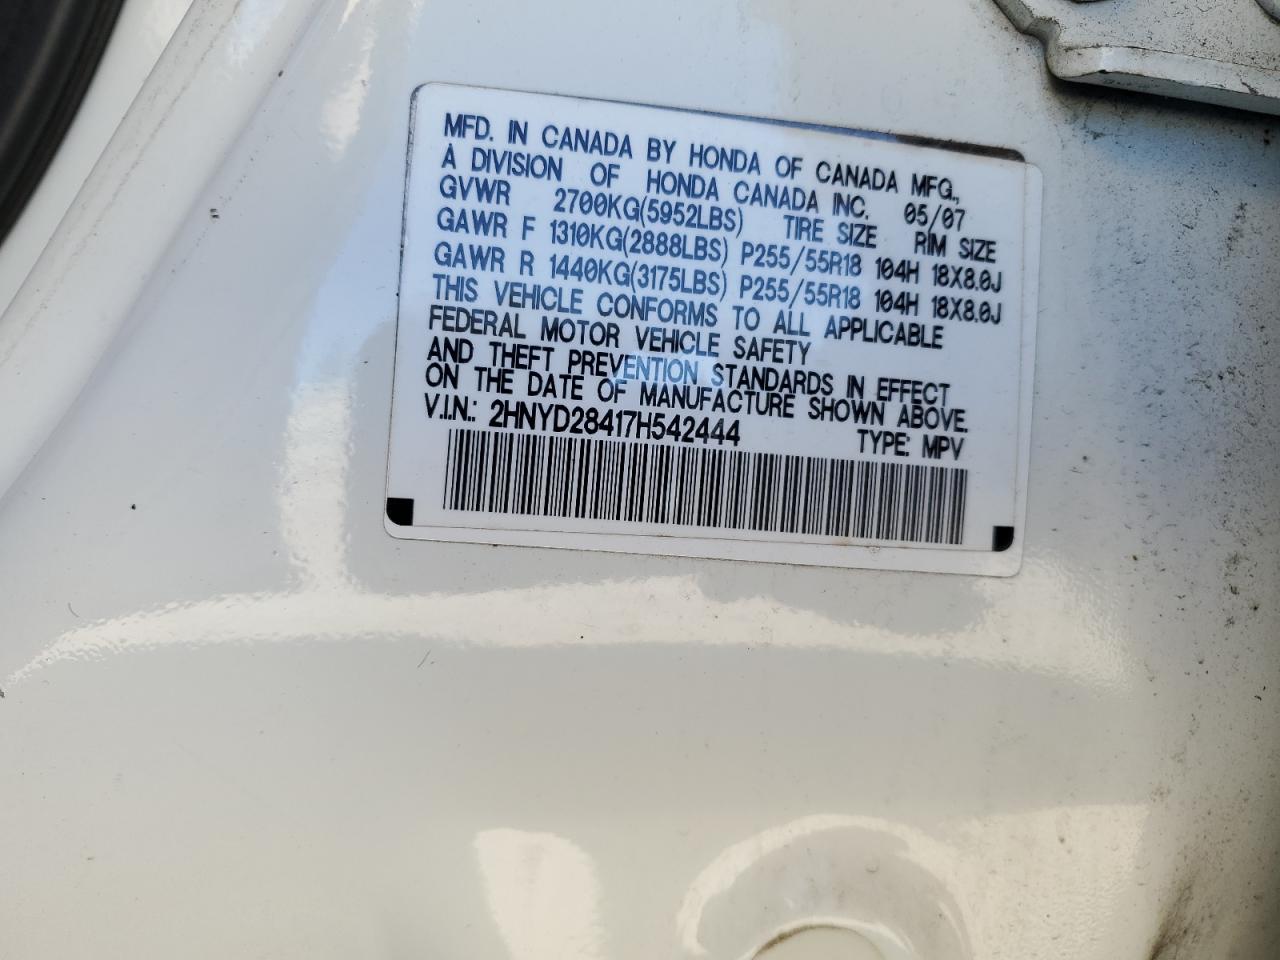 MFD. IN CANADA BY HONDA OF CANADA MFG.,
A DIVISION OF HONDA CANADA INC. 05/07
GVWR 2700KG(5952LBS) TIRE SIZE RIM SIZE
GAWR F 1310KG(2888LBS) P255/55R18 104H 18X8.0J
GAWR R 1440KG(3175LBS) P255/55R18 104H 18X8.0J
THIS VEHICLE CONFORMS TO ALL APPLICABLE
FEDERAL MOTOR VEHICLE SAFETY
AND THEFT PREVENTION STANDARDS IN EFFECT
ON THE DATE OF MANUFACTURE SHOWN ABOVE.
V.I.N.: 2HNYD28417H542444 TYPE: MPV